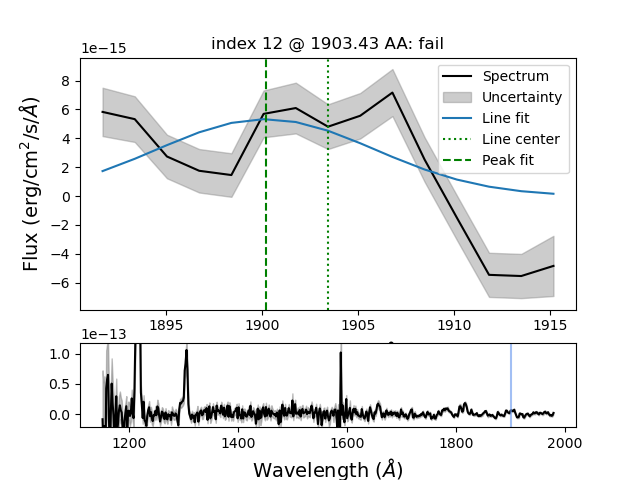 index 12 @ 1903.43 AA: fail
1e−15
Flux (erg/cm²/s/Å)
8
6
4
2
0
−2
−4
−6
Spectrum
Uncertainty
Line fit
Line center
Peak fit
1895
1900
1905
1910
1915
1e−13
1.0
0.5
0.0
1200
1400
1600
1800
2000
Wavelength (Å)